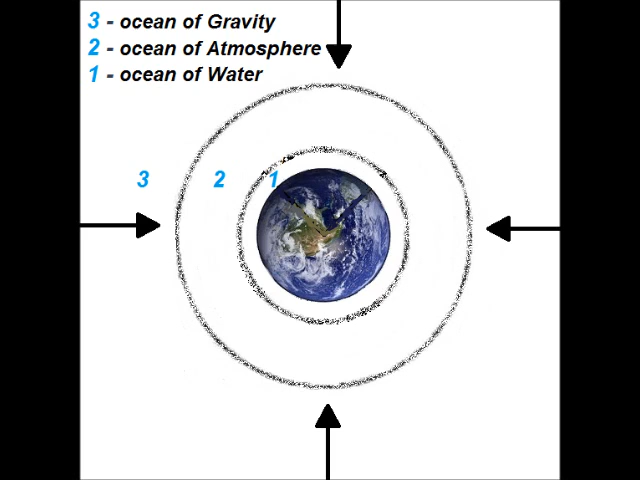 3 - ocean of Gravity
2 - ocean of Atmosphere
1 - ocean of Water
3 2 1